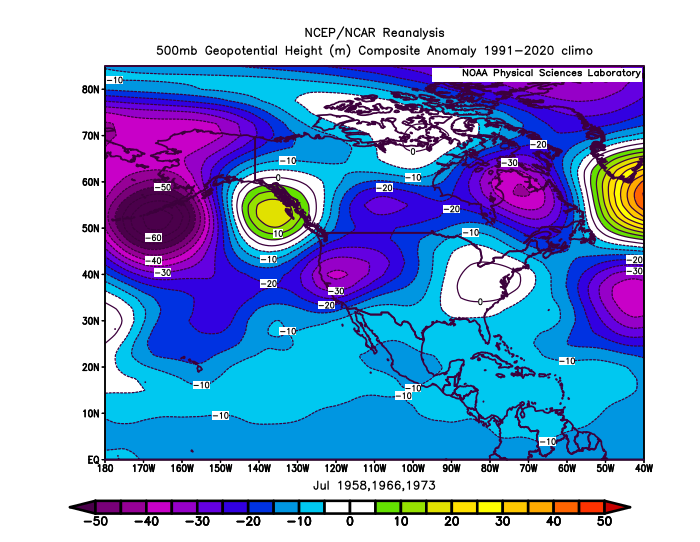 NCEP/NCAR Reanalysis
500mb Geopotential Height (m) Composite Anomaly 1991-2020 climo
NOAA Physical Sciences Laboratory
80N
-10
70N
-20
0
-10
-30
60N
-50
0
-10
-20
-20
50N
-60
10
-10
-40
-10
-20
40N
-30
-30
-20
-30
-20
0
30N
-10
20N
-10
-10
-10
-10
10N
-10
-10
EQ
180 170W 160W 150W 140W 130W 120W 110W 100W 90W 80W 70W 60W 50W 40W
Jul 1958,1966,1973
-50 -40 -30 -20 -10 0 10 20 30 40 50